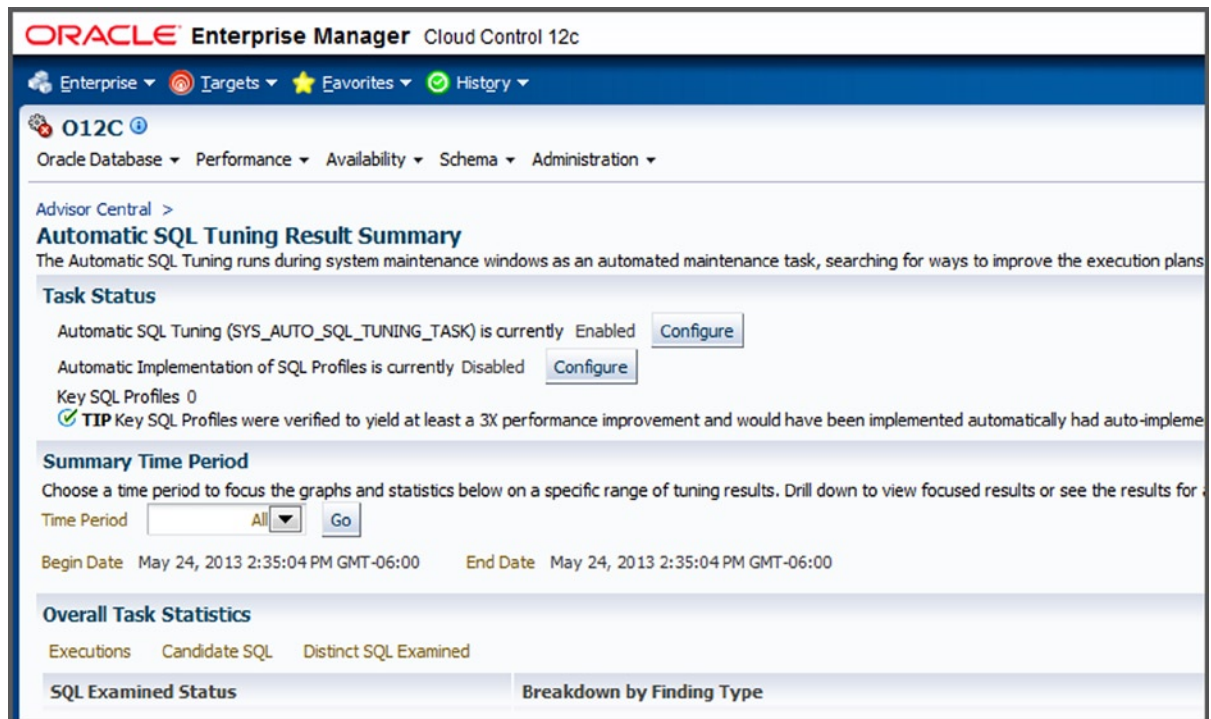 ORACLE Enterprise Manager Cloud Control 12c
Enterprise Targets Favorites History
O12C
Oracle Database Performance Availability Schema Administration
Advisor Central >
Automatic SQL Tuning Result Summary
The Automatic SQL Tuning runs during system maintenance windows as an automated maintenance task, searching for ways to improve the execution plans
Task Status
Automatic SQL Tuning (SYS_AUTO_SQL_TUNING_TASK) is currently Enabled Configure
Automatic Implementation of SQL Profiles is currently Disabled Configure
Key SQL Profiles 0
TIP Key SQL Profiles were verified to yield at least a 3X performance improvement and would have been implemented automatically had auto-impleme
Summary Time Period
Choose a time period to focus the graphs and statistics below on a specific range of tuning results. Drill down to view focused results or see the results for
Time Period All Go
Begin Date May 24, 2013 2:35:04 PM GMT-06:00 End Date May 24, 2013 2:35:04 PM GMT-06:00
Overall Task Statistics
Executions Candidate SQL Distinct SQL Examined
SQL Examined Status Breakdown by Finding Type